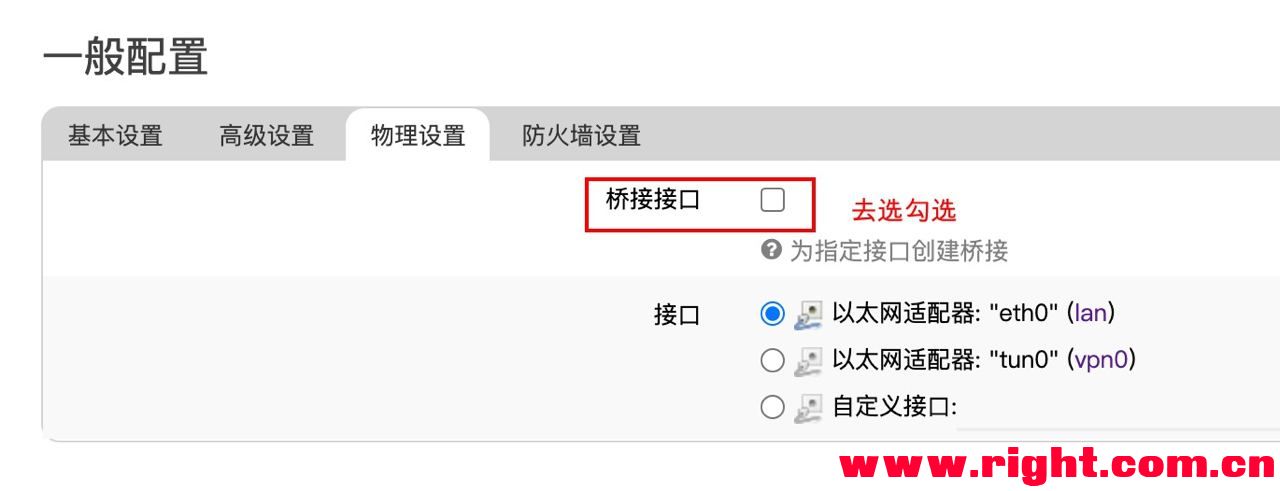 一般配置
基本设置 高级设置 物理设置 防火墙设置
桥接接口 去选勾选
为指定接口创建桥接
接口 以太网适配器: "eth0" (lan)
以太网适配器: "tun0" (vpn0)
自定义接口:
www.right.com.cn